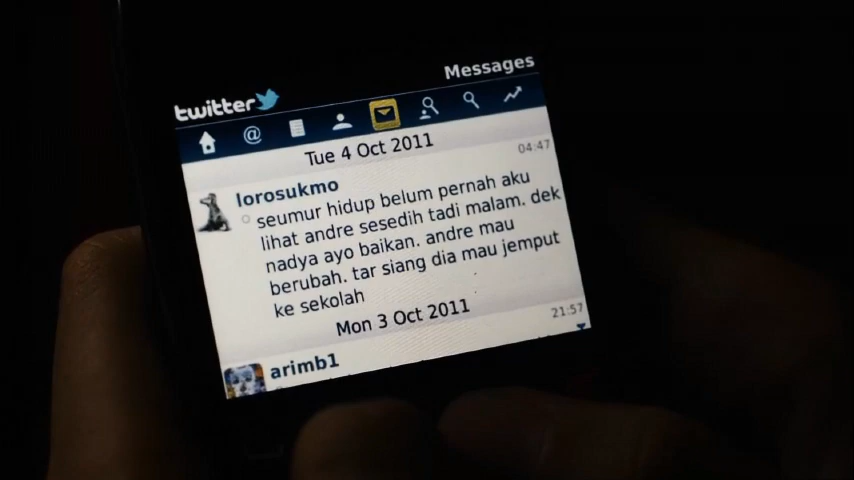 Messages
twitter
Tue 4 Oct 2011
04:47
lorosukmo
seumur hidup belum pernah aku
lihat andre sesedih tadi malam. dek
nadya ayo baikan. andre mau
berubah. tar siang dia mau jemput
ke sekolah
Mon 3 Oct 2011
21:57
arimb1